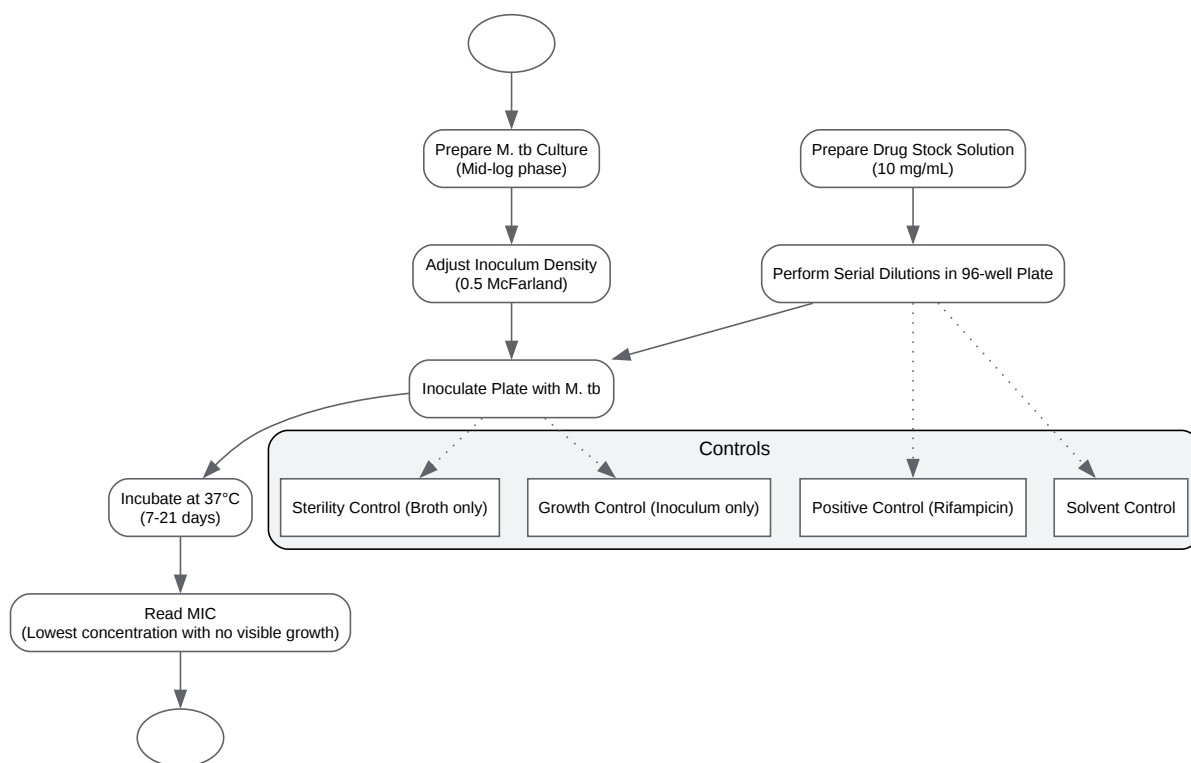 Prepare M. tb Culture
(Mid-log phase)
Prepare Drug Stock Solution
(10 mg/mL)
Adjust Inoculum Density
(0.5 McFarland)
Perform Serial Dilutions in 96-well Plate
Inoculate Plate with M. tb
Controls
Incubate at 37°C
(7-21 days)
Sterility Control (Broth only)
Growth Control (Inoculum only)
Positive Control (Rifampicin)
Solvent Control
Read MIC
(Lowest concentration with no visible growth)